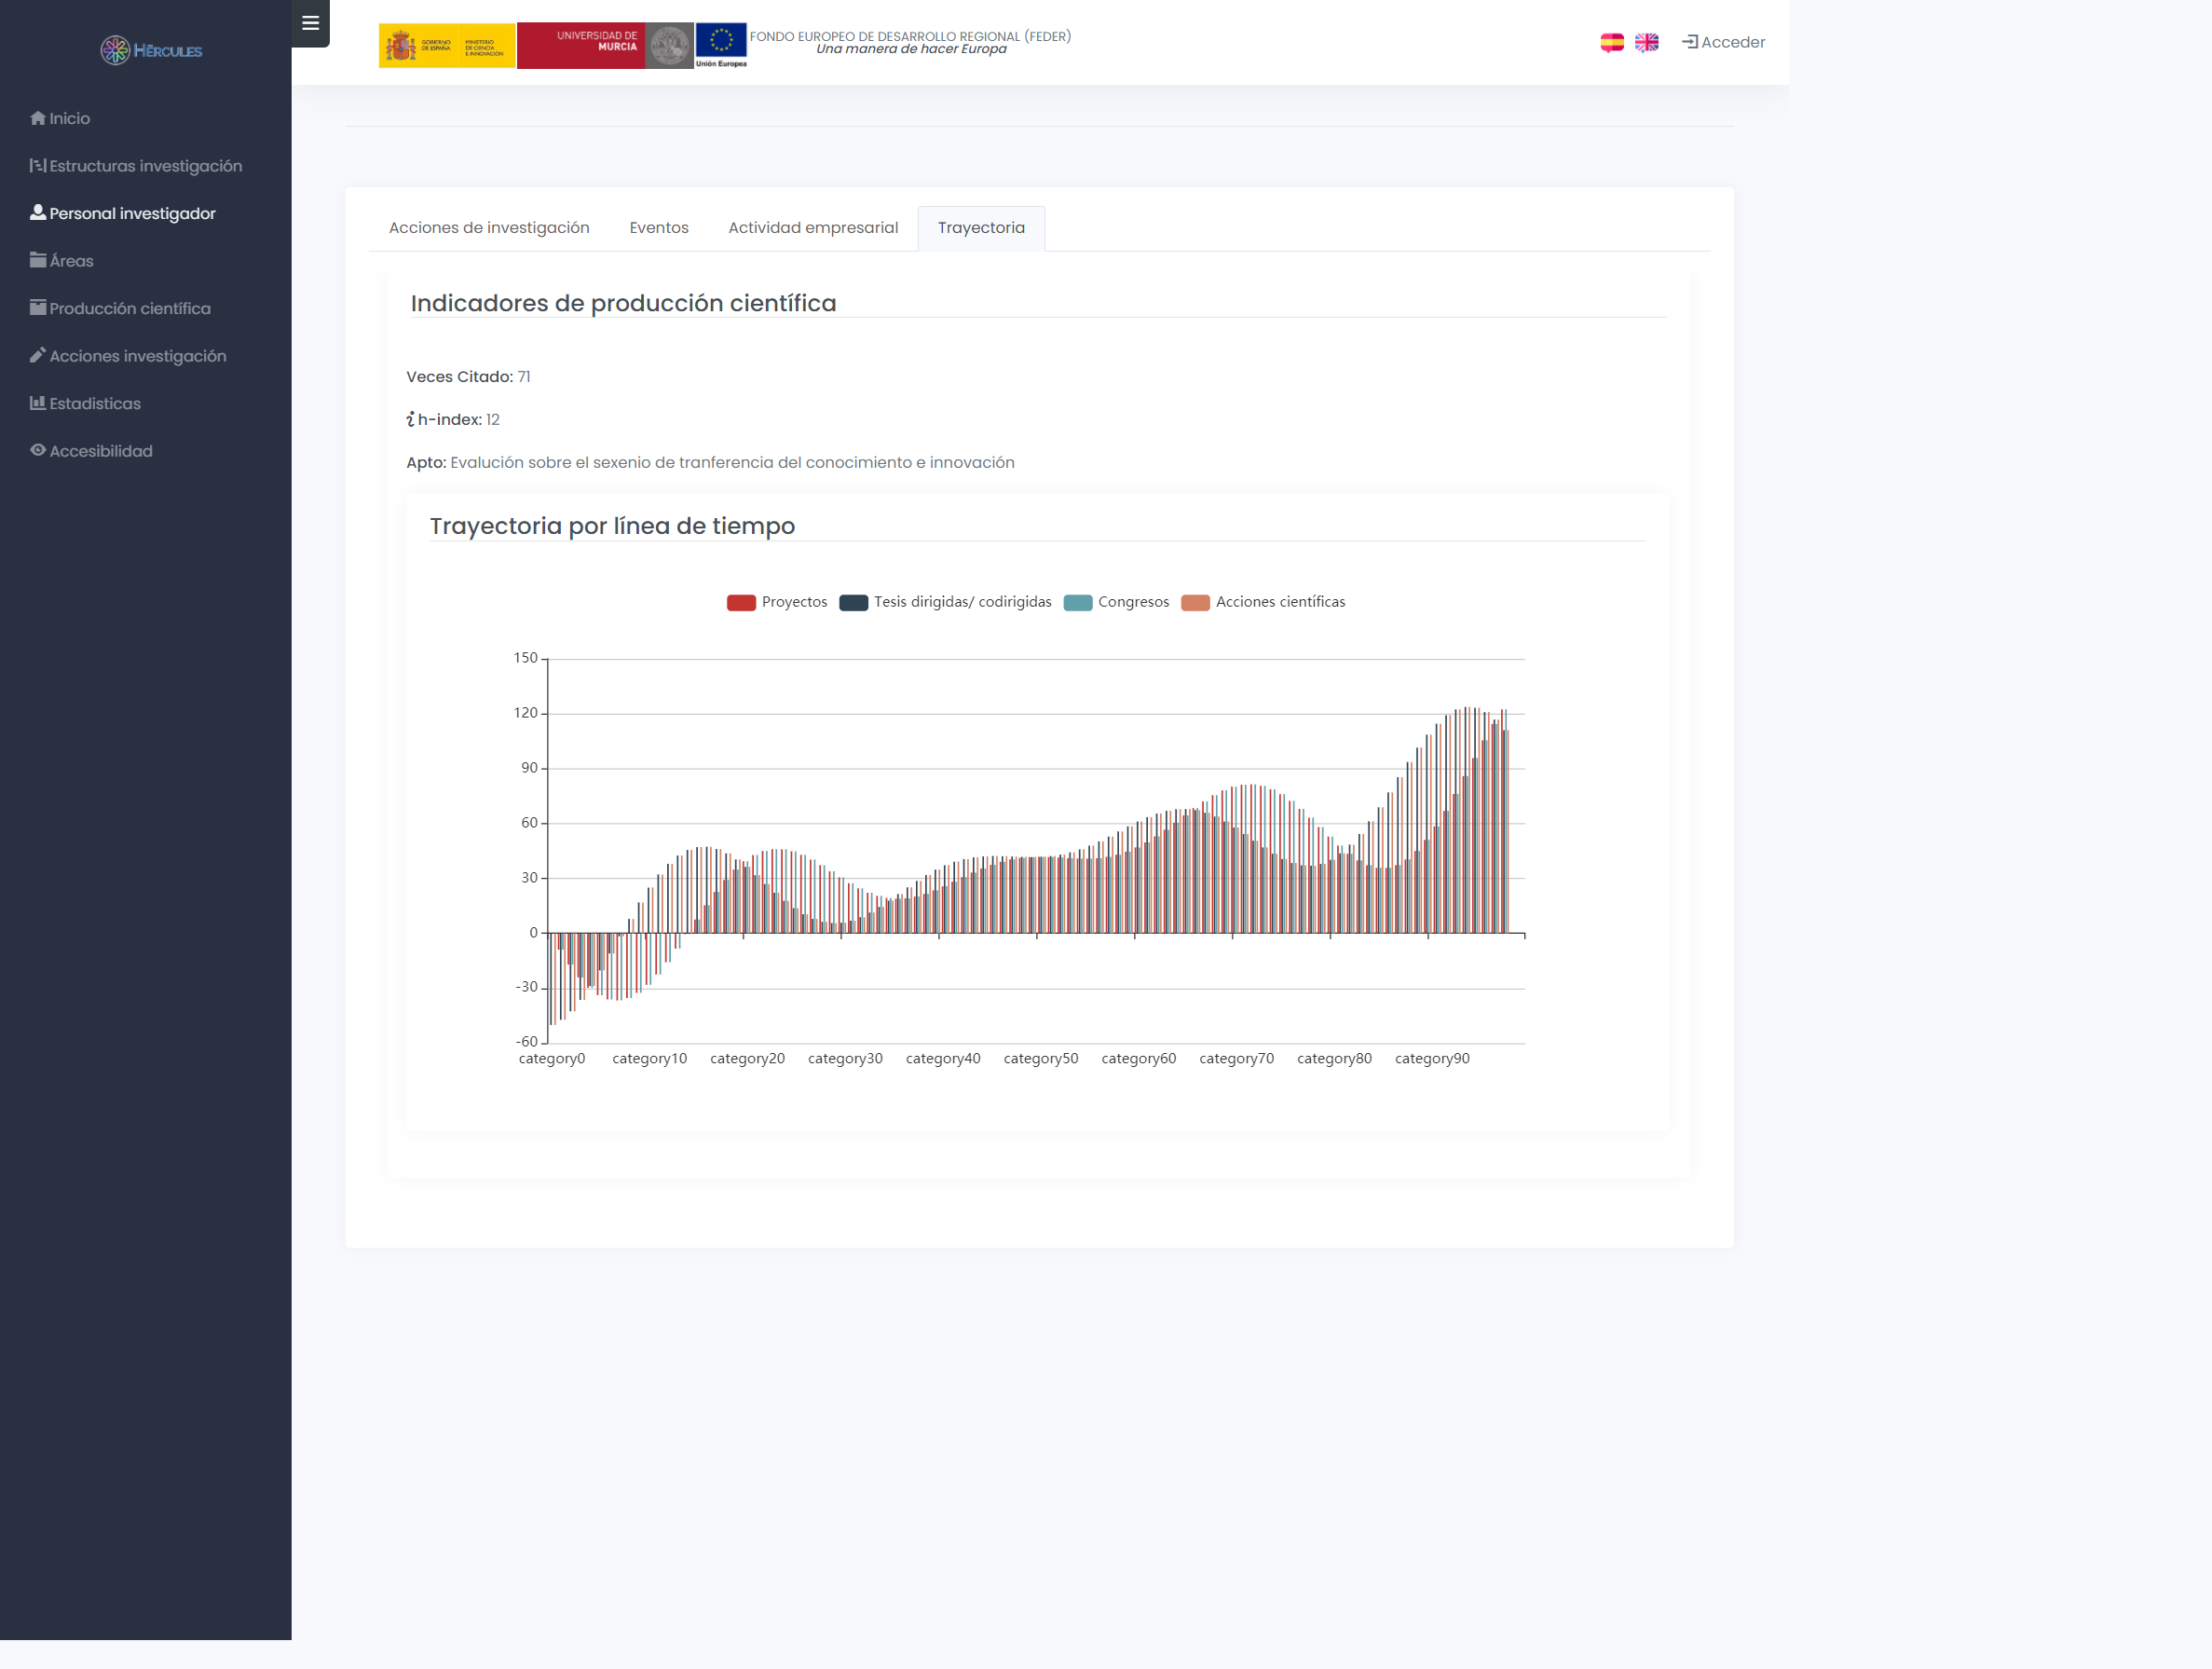 HĒRCULES
Inicio
Estructuras investigación
Personal investigador
Áreas
Producción científica
Acciones investigación
Estadisticas
Accesibilidad
GOBIERNO
DE ESPAÑA
MINISTERIO
DE CIENCIA
E INNOVACIÓN
UNIVERSIDAD DE
MURCIA
Unión Europea
FONDO EUROPEO DE DESARROLLO REGIONAL (FEDER)
Una manera de hacer Europa
Acceder
Acciones de investigación Eventos Actividad empresarial Trayectoria
Indicadores de producción científica
Veces Citado: 71
h-index: 12
Apto: Evalución sobre el sexenio de tranferencia del conocimiento e innovación
Trayectoria por línea de tiempo
Proyectos Tesis dirigidas/ codirigidas Congresos Acciones científicas
150
120
90
60
30
0
-30
-60
category0 category10 category20 category30 category40 category50 category60 category70 category80 category90